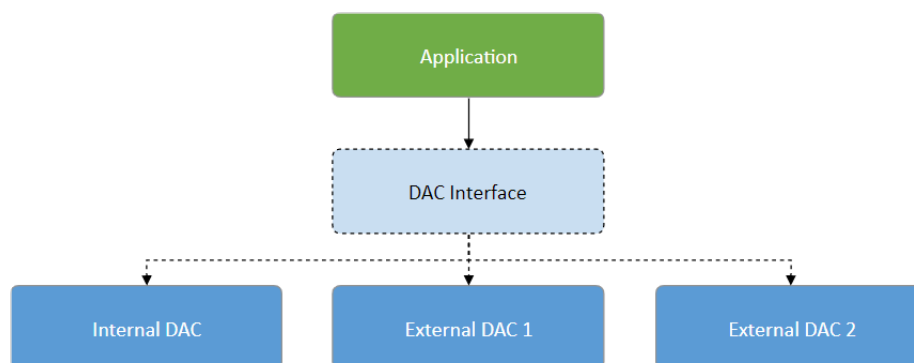 Application
DAC Interface
Internal DAC
External DAC 1
External DAC 2